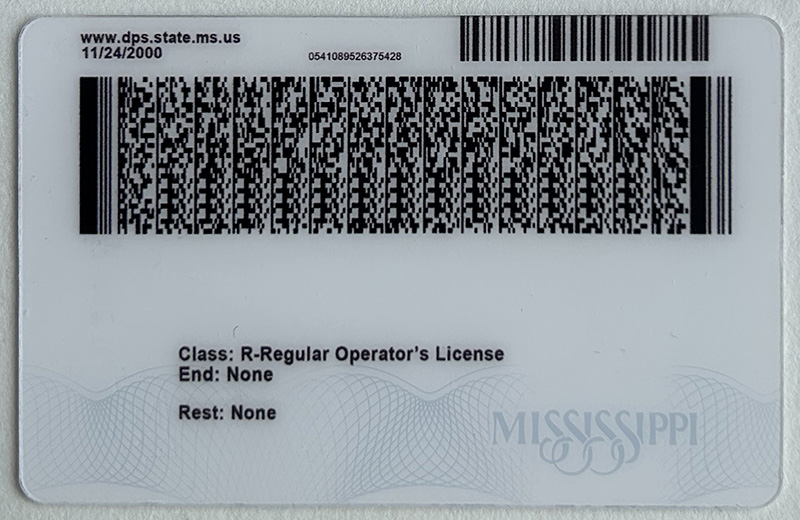 www.dps.state.ms.us
11/24/2000
0541089526375428
Class: R-Regular Operator's License
End: None
Rest: None
MISSISSIPPI